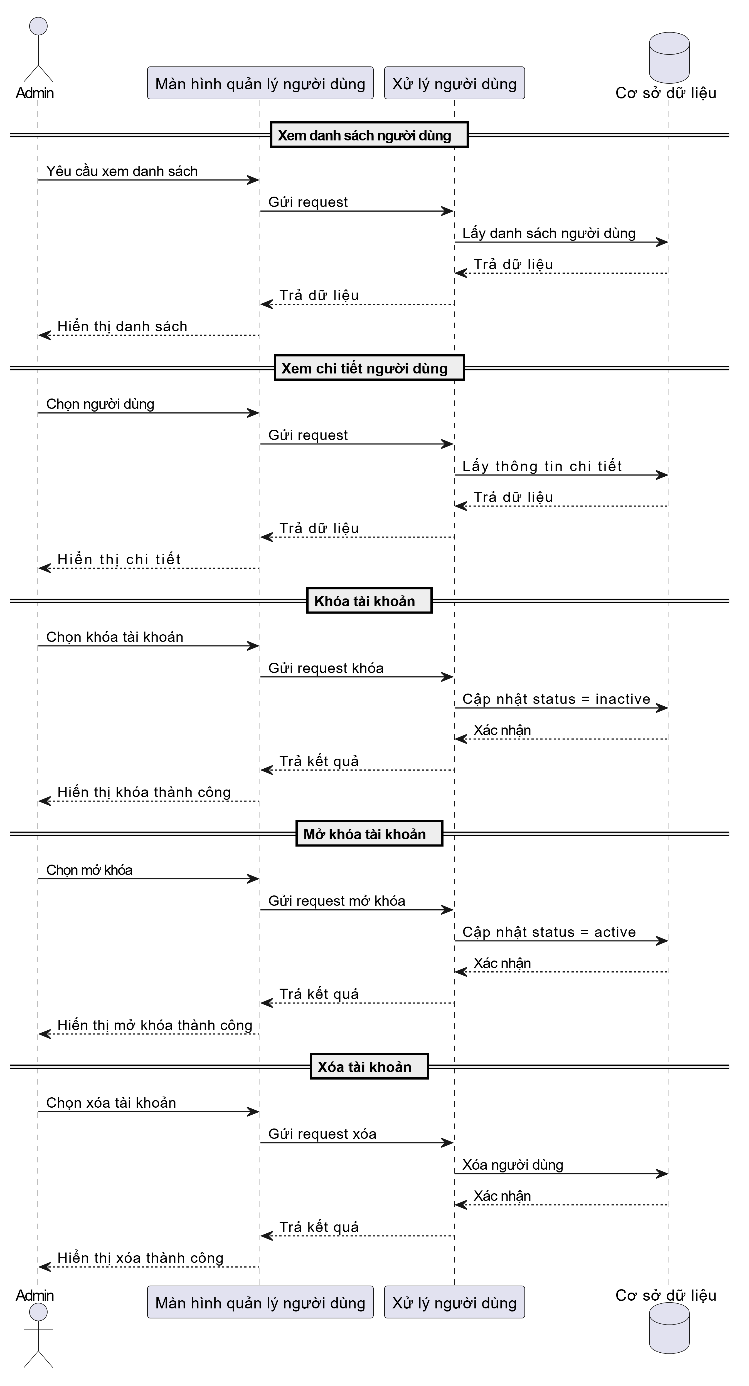 Admin
Màn hình quản lý người dùng
Xử lý người dùng
Cơ sở dữ liệu
Xem danh sách người dùng
Yêu cầu xem danh sách
Gửi request
Lấy danh sách người dùng
Trả dữ liệu
Trả dữ liệu
Hiển thị danh sách
Xem chi tiết người dùng
Chọn người dùng
Gửi request
Lấy thông tin chi tiết
Trả dữ liệu
Trả dữ liệu
Hiển thị chi tiết
Khóa tài khoản
Chọn khóa tài khoản
Gửi request khóa
Cập nhật status = inactive
Xác nhận
Trả kết quả
Hiển thị khóa thành công
Mở khóa tài khoản
Chọn mở khóa
Gửi request mở khóa
Cập nhật status = active
Xác nhận
Trả kết quả
Hiển thị mở khóa thành công
Xóa tài khoản
Chọn xóa tài khoản
Gửi request xóa
Xóa người dùng
Xác nhận
Trả kết quả
Hiển thị xóa thành công
Admin
Màn hình quản lý người dùng
Xử lý người dùng
Cơ sở dữ liệu